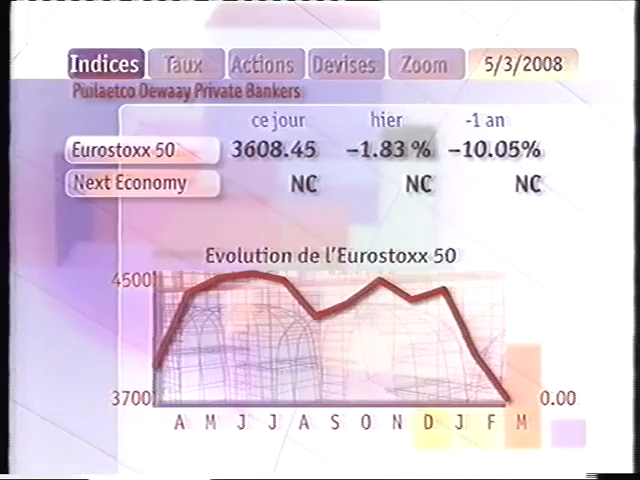 Indices Taux Actions Devises Zoom 5/3/2008
Puilaetco Dewaay Private Bankers
ce jour hier -1 an
Eurostoxx 50 3608.45 -1.83 % -10.05%
Next Economy NC NC NC
Evolution de l'Eurostoxx 50
4500
3700 0.00
A M J J A S O N D J F M